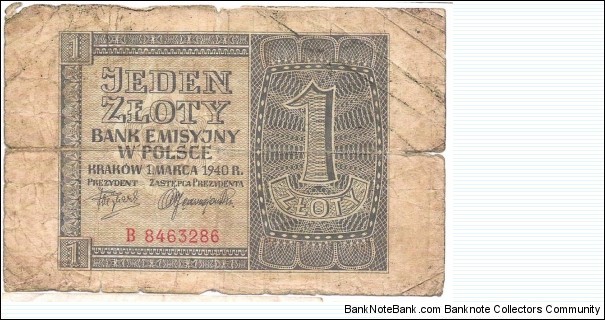 1
JEDEN
ZŁOTY
BANK EMISYJNY
W POLSCE
KRAKÓW 1 MARCA 1940 R.
PREZYDENT ZASTĘPCA PREZYDENTA
B 8463286
1
1
ZŁOTY
BanknoteBank.com Banknote Collectors Community